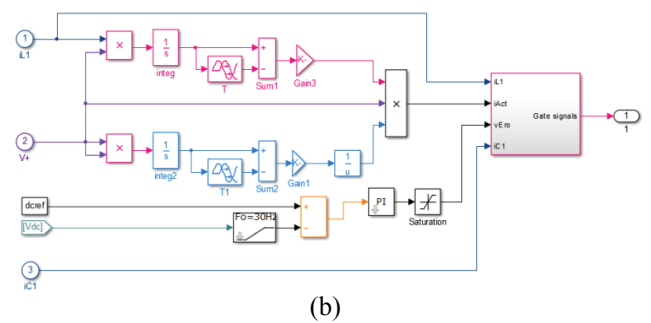 1
iL1
×
1
s
integ
T
+
−
Sum1
K-
Gain3
×
iL1
iAct
vEro
iC1
Gate signals
1
1
2
V+
×
1
s
integ2
T1
+
−
Sum2
K-
Gain1
1
u
dcref
[Vdc]
Fo=30Hz
+
−
PI
Saturation
3
iC1
(b)